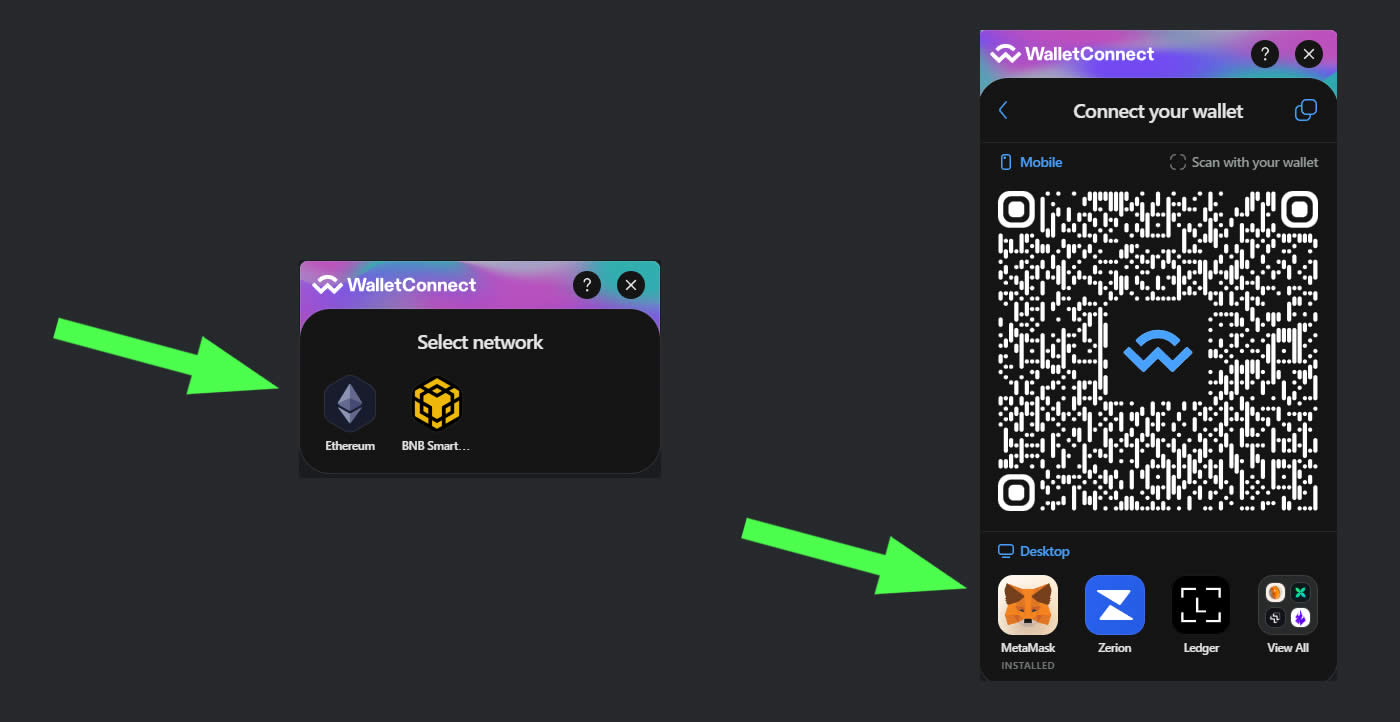 WalletConnect
?
Select network
Ethereum
BNB Smart...
WalletConnect
?
Connect your wallet
Mobile
Scan with your wallet
Desktop
MetaMask
Zerion
Ledger
View All
INSTALLED